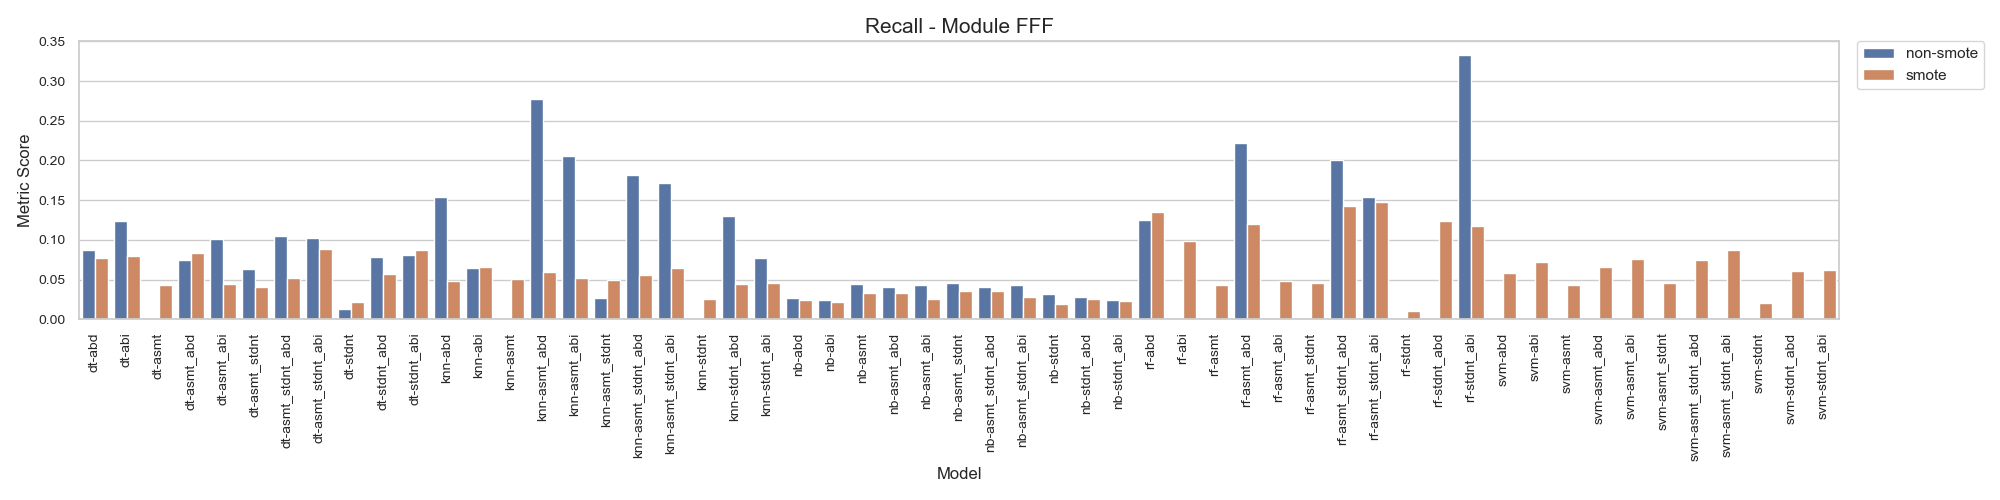 Recall - Module FFF
non-smote
smote
Metric Score
0.35
0.30
0.25
0.20
0.15
0.10
0.05
0.00
dt-abd
dt-abi
dt-asmt
dt-asmt_abd
dt-asmt_abi
dt-asmt_stdnt
dt-asmt_stdnt_abd
dt-asmt_stdnt_abi
dt-stdnt
dt-stdnt_abd
dt-stdnt_abi
knn-abd
knn-abi
knn-asmt
knn-asmt_abd
knn-asmt_abi
knn-asmt_stdnt
knn-asmt_stdnt_abd
knn-asmt_stdnt_abi
knn-stdnt
knn-stdnt_abd
knn-stdnt_abi
nb-abd
nb-abi
nb-asmt
nb-asmt_abd
nb-asmt_abi
nb-asmt_stdnt
nb-asmt_stdnt_abd
nb-asmt_stdnt_abi
nb-stdnt
nb-stdnt_abd
nb-stdnt_abi
rf-abd
rf-abi
rf-asmt
rf-asmt_abd
rf-asmt_abi
rf-asmt_stdnt
rf-asmt_stdnt_abd
rf-asmt_stdnt_abi
rf-stdnt
rf-stdnt_abd
rf-stdnt_abi
svm-abd
svm-abi
svm-asmt
svm-asmt_abd
svm-asmt_abi
svm-asmt_stdnt
svm-asmt_stdnt_abd
svm-asmt_stdnt_abi
svm-stdnt
svm-stdnt_abd
svm-stdnt_abi
Model